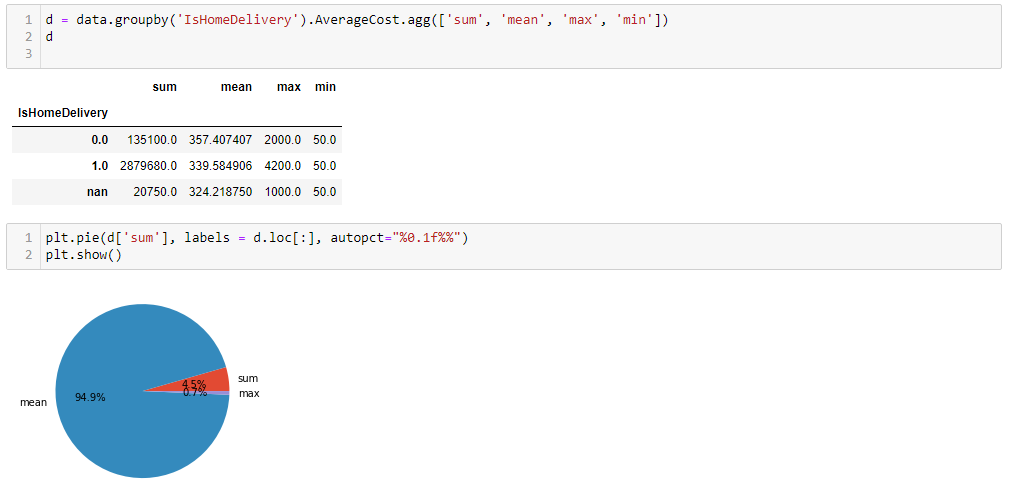 1 d = data.groupby('IsHomeDelivery').AverageCost.agg(['sum', 'mean', 'max', 'min'])
2 d
3
sum mean max min
IsHomeDelivery
0.0 135100.0 357.407407 2000.0 50.0
1.0 2879680.0 339.584906 4200.0 50.0
nan 20750.0 324.218750 1000.0 50.0
1 plt.pie(d['sum'], labels = d.loc[:], autopct="%0.1f%%")
2 plt.show()
sum
4.5%
0.7%
max
94.9%
mean